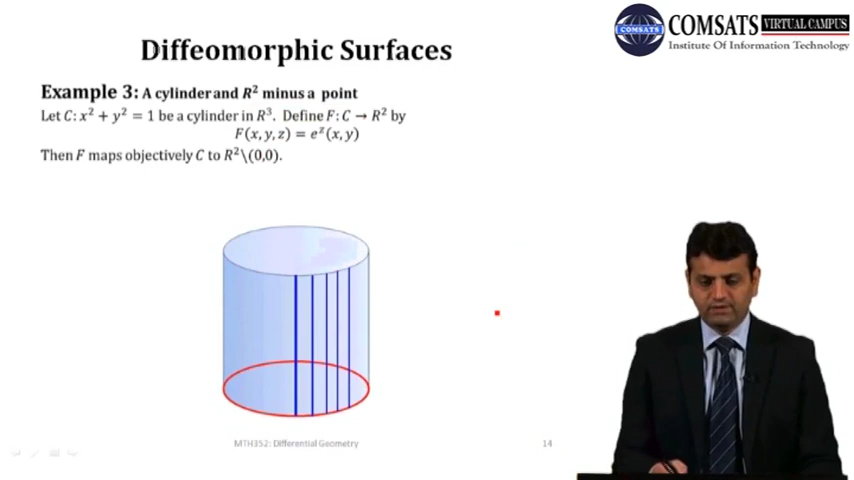 COMSATS VIRTUAL CAMPUS
COMSATS
Institute Of Information Technology
Diffeomorphic Surfaces
Example 3: A cylinder and R² minus a point
Let C: x² + y² = 1 be a cylinder in R³. Define F: C → R² by
F(x, y, z) = eᶻ(x, y)
Then F maps objectively C to R²\(0,0).
MTH352: Differential Geometry
14